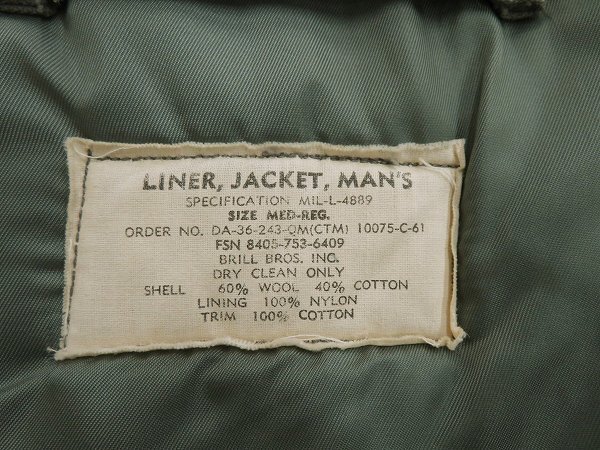 LINER, JACKET, MAN'S
SPECIFICATION MIL-L-4889
SIZE MED-REG.
ORDER NO. DA-36-243-QM(CTM) 10075-C-61
FSN 8405-753-6409
BRILL BROS. INC.
DRY CLEAN ONLY
SHELL 60% WOOL 40% COTTON
LINING 100% NYLON
TRIM 100% COTTON